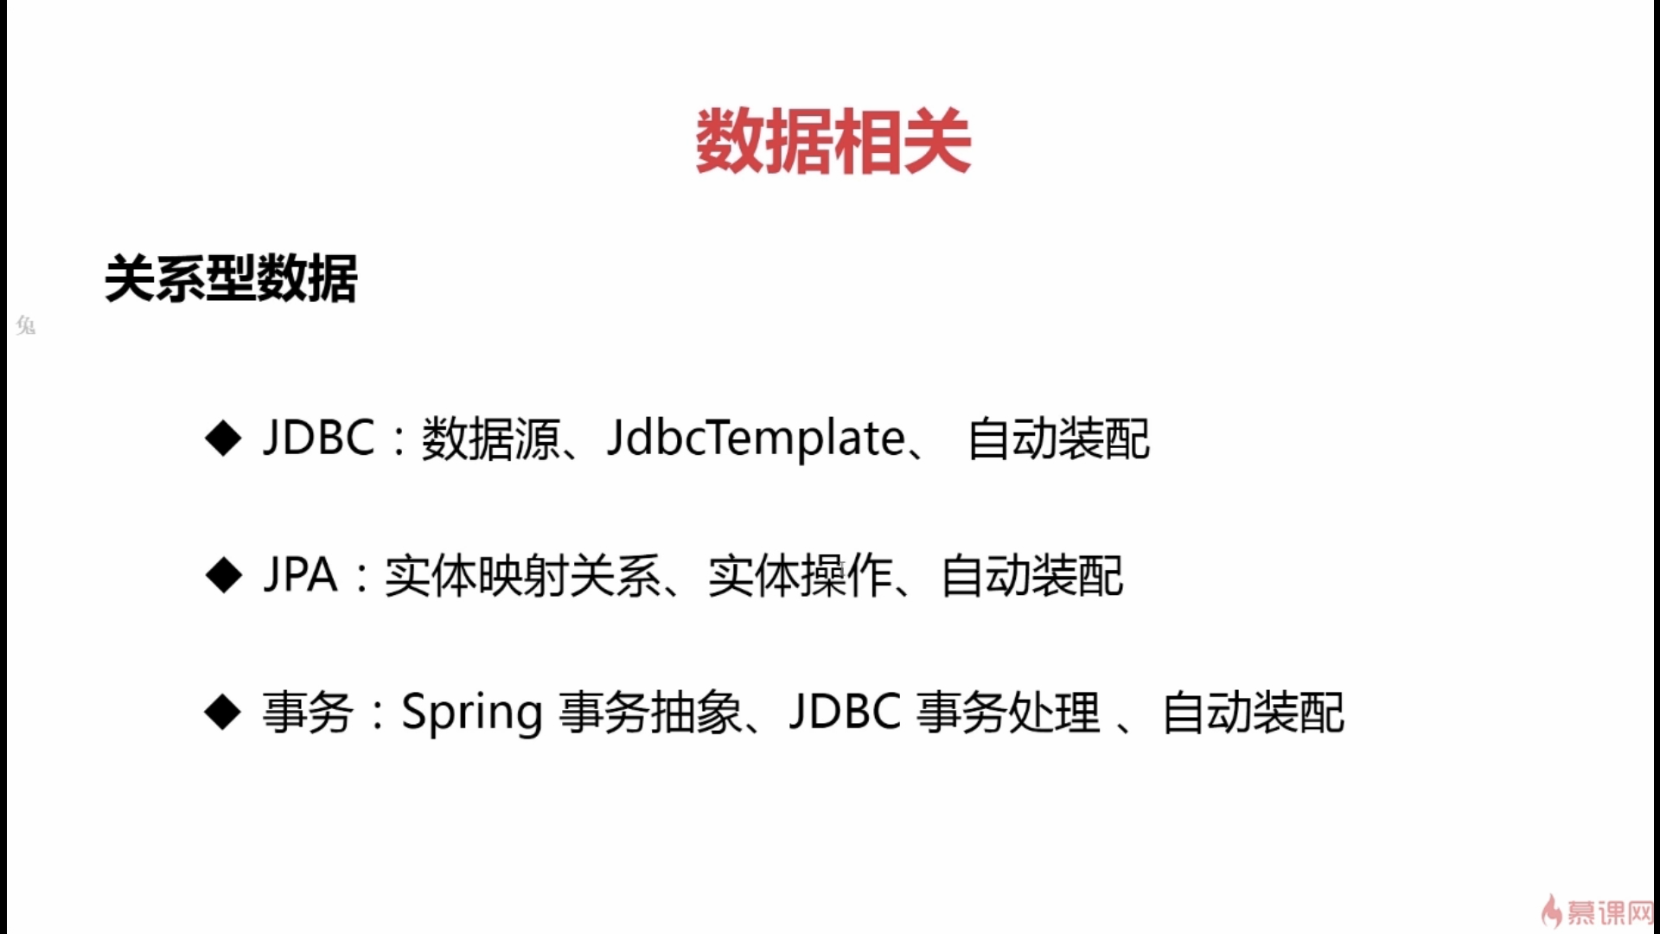 数据相关
关系型数据
兔
◆ JDBC：数据源、JdbcTemplate、 自动装配
◆ JPA：实体映射关系、实体操作、自动装配
◆ 事务：Spring 事务抽象、JDBC 事务处理 、自动装配
慕课网